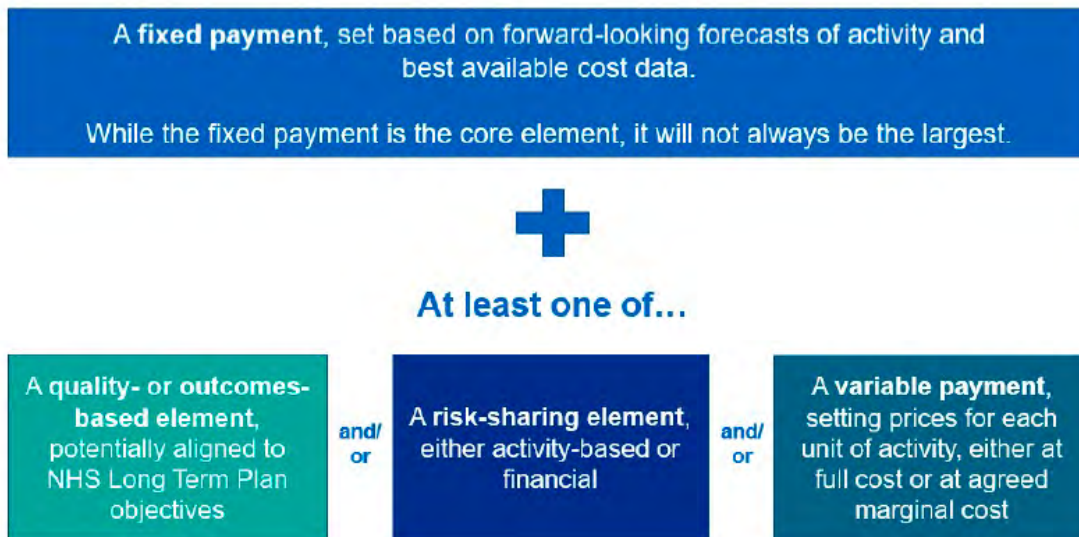 A fixed payment, set based on forward-looking forecasts of activity and
best available cost data.
While the fixed payment is the core element, it will not always be the largest.
At least one of...
A quality- or outcomes-
based element,
potentially aligned to
NHS Long Term Plan
objectives
and/
or
A risk-sharing element,
either activity-based or
financial
and/
or
A variable payment,
setting prices for each
unit of activity, either at
full cost or at agreed
marginal cost